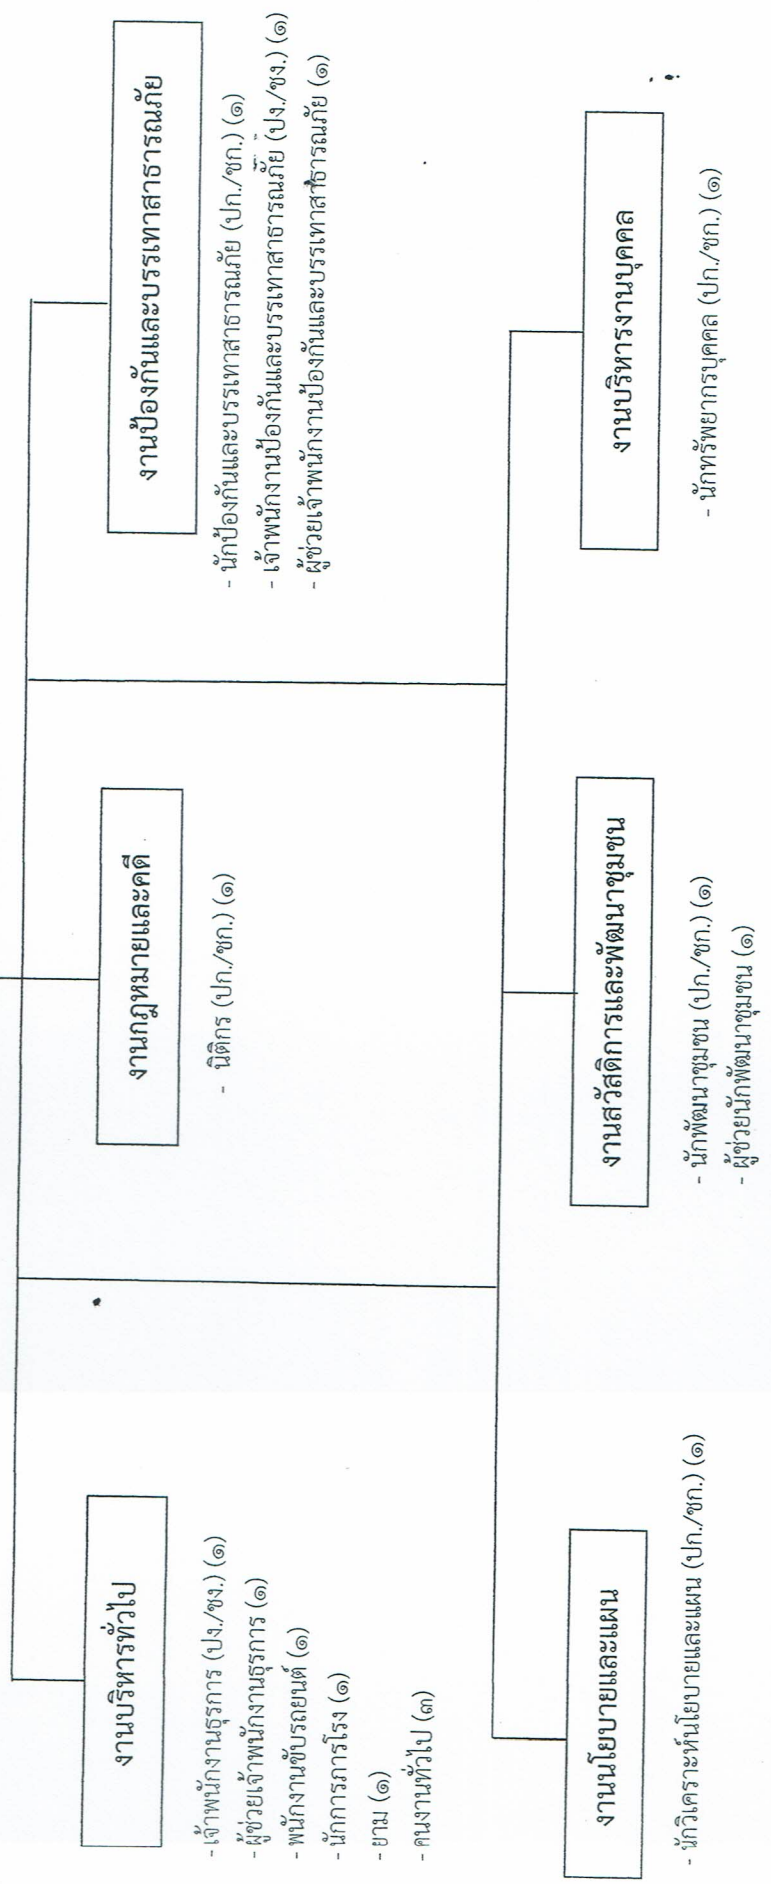 งานบริหารทั่วไป
- เจ้าพนักงานธุรการ (ปง./ชง.) (๑)
- ผู้ช่วยเจ้าพนักงานธุรการ (๑)
- พนักงานขับรถยนต์ (๑)
- นักการภารโรง (๑)
- ยาม (๑)
- คนงานทั่วไป (๓)
งานกฎหมายและคดี
- นิติกร (ปก./ชก.) (๑)
งานป้องกันและบรรเทาสาธารณภัย
- นักป้องกันและบรรเทาสาธารณภัย (ปก./ชก.) (๑)
- เจ้าพนักงานป้องกันและบรรเทาสาธารณภัย (ปง./ชง.) (๑)
- ผู้ช่วยเจ้าพนักงานป้องกันและบรรเทาสาธารณภัย (๑)
งานนโยบายและแผน
- นักวิเคราะห์นโยบายและแผน (ปก./ชก.) (๑)
งานสวัสดิการและพัฒนาชุมชน
- นักพัฒนาชุมชน (ปก./ชก.) (๑)
- ผู้ช่วยนักพัฒนาชุมชน (๑)
งานบริหารงานบุคคล
- นักทรัพยากรบุคคล (ปก./ชก.) (๑)